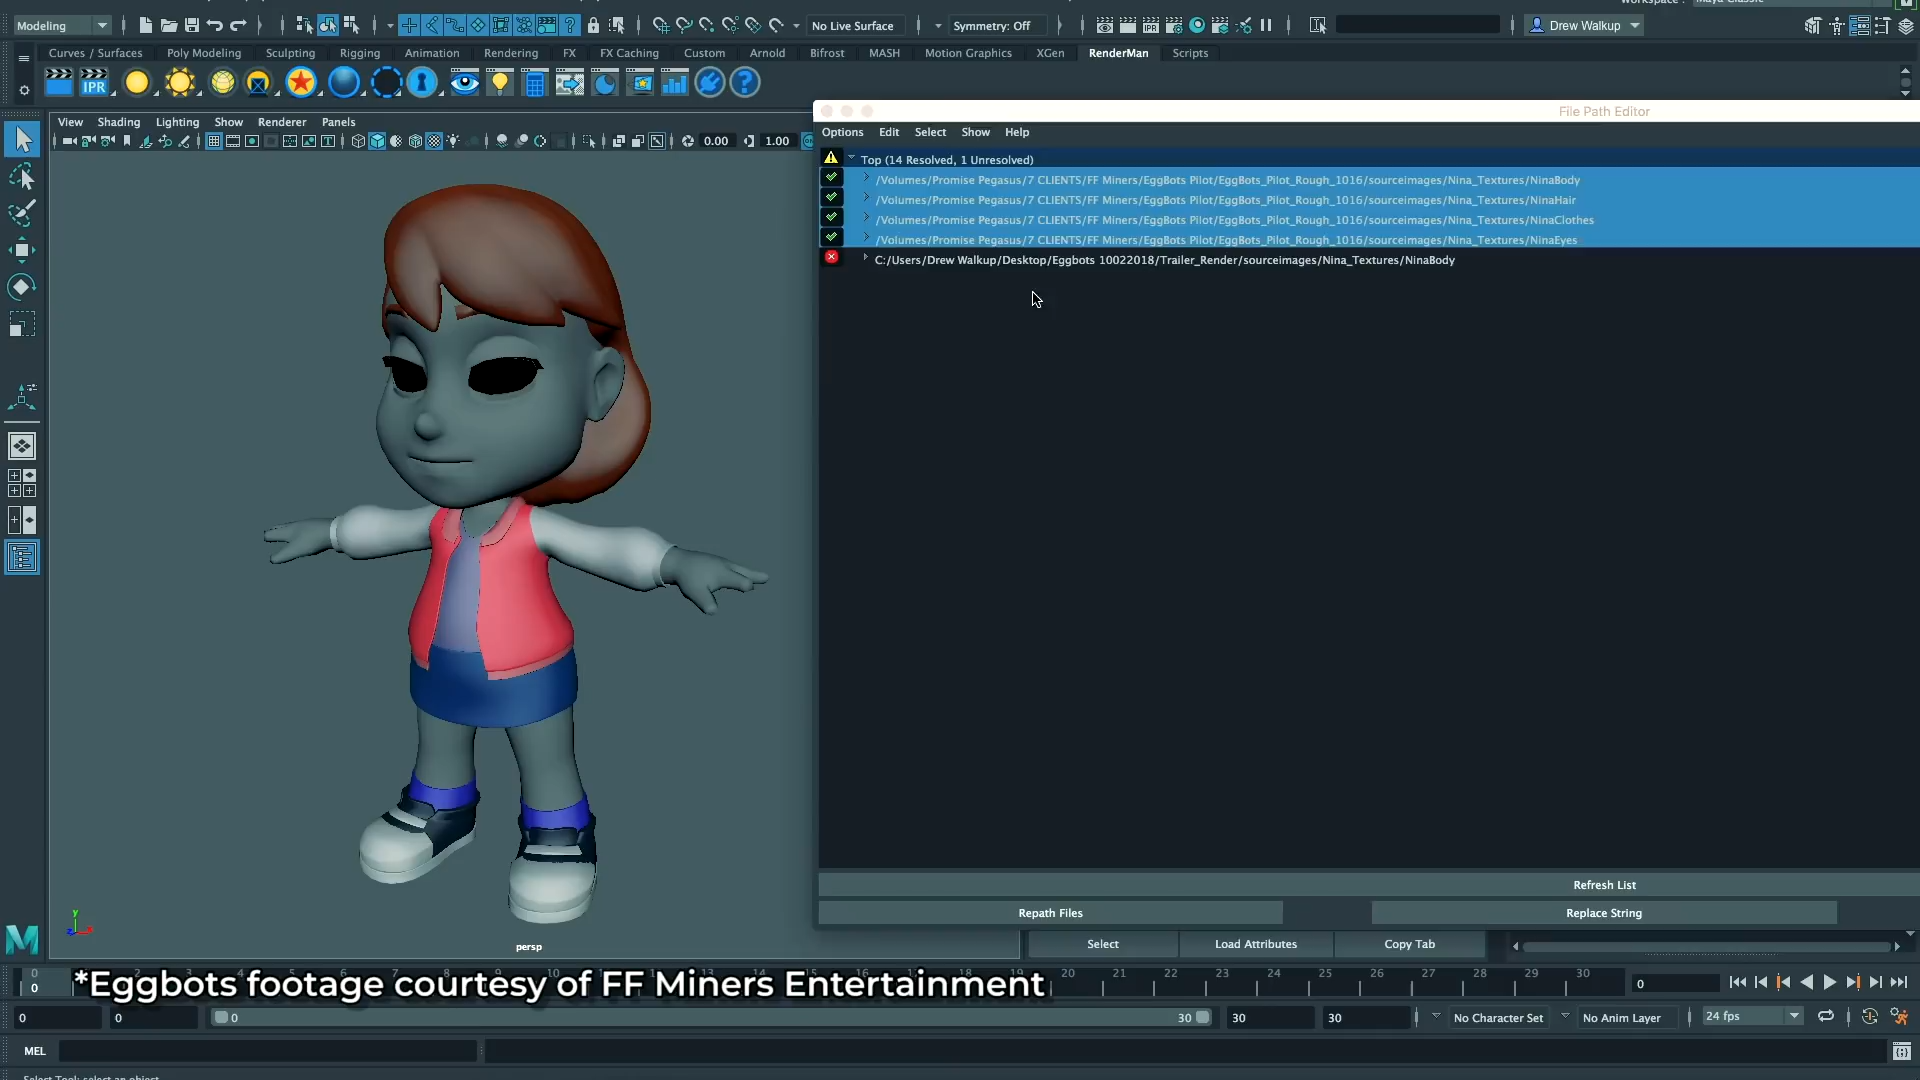 Modeling
No Live Surface
Symmetry: Off
Drew Walkup
Curves / Surfaces
Poly Modeling
Sculpting
Rigging
Animation
Rendering
FX
FX Caching
Custom
Arnold
Bifrost
MASH
Motion Graphics
XGen
RenderMan
Scripts
IPR
View
Shading
Lighting
Show
Renderer
Panels
0.00
1.00
File Path Editor
Options
Edit
Select
Show
Help
Top (14 Resolved, 1 Unresolved)
/Volumes/Promise Pegasus/7 CLIENTS/FF Miners/EggBots Pilot/EggBots_Pilot_Rough_1016/sourceimages/Nina_Textures/NinaBody
/Volumes/Promise Pegasus/7 CLIENTS/FF Miners/EggBots Pilot/EggBots_Pilot_Rough_1016/sourceimages/Nina_Textures/NinaHair
/Volumes/Promise Pegasus/7 CLIENTS/FF Miners/EggBots Pilot/EggBots_Pilot_Rough_1016/sourceimages/Nina_Textures/NinaClothes
/Volumes/Promise Pegasus/7 CLIENTS/FF Miners/EggBots Pilot/EggBots_Pilot_Rough_1016/sourceimages/Nina_Textures/NinaEyes
C:/Users/Drew Walkup/Desktop/Eggbots 10022018/Trailer_Render/sourceimages/Nina_Textures/NinaBody
Refresh List
Repath Files
Replace String
persp
Select
Load Attributes
Copy Tab
*Eggbots footage courtesy of FF Miners Entertainment
20
21
22
23
24
25
26
27
28
29
30
0
0
0
0
0
0
30
30
30
No Character Set
No Anim Layer
24 fps
MEL
Select Tool: select an object